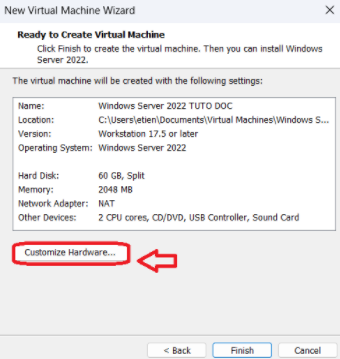 New Virtual Machine Wizard
Ready to Create Virtual Machine
Click Finish to create the virtual machine. Then you can install Windows
Server 2022.
The virtual machine will be created with the following settings:
Name: Windows Server 2022 TUTO DOC
Location: C:\Users\etien\Documents\Virtual Machines\Windows S...
Version: Workstation 17.5 or later
Operating System: Windows Server 2022
Hard Disk: 60 GB, Split
Memory: 2048 MB
Network Adapter: NAT
Other Devices: 2 CPU cores, CD/DVD, USB Controller, Sound Card
Customize Hardware...
< Back Finish Cancel